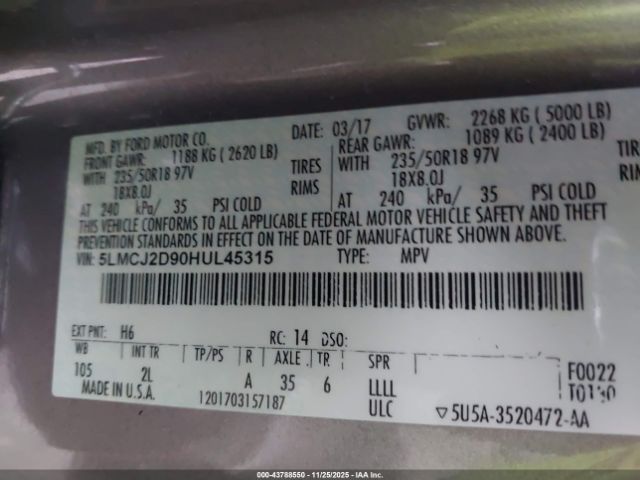 MFD. BY FORD MOTOR CO.
DATE: 03/17 GVWR: 2268 KG ( 5000 LB)
FRONT GAWR: 1188 KG ( 2620 LB)
REAR GAWR: 1089 KG ( 2400 LB)
WITH 235/50R18 97V TIRES
WITH 235/50R18 97V TIRES
18X8.0J RIMS
18X8.0J RIMS
AT 240 kPa/ 35 PSI COLD
AT 240 kPa/ 35 PSI COLD
THIS VEHICLE CONFORMS TO ALL APPLICABLE FEDERAL MOTOR VEHICLE SAFETY AND THEFT
PREVENTION STANDARDS IN EFFECT ON THE DATE OF MANUFACTURE SHOWN ABOVE.
VIN: 5LMCJ2D90HUL45315 TYPE: MPV
EXT PNT: H6 RC: 14 DSO:
WB INT TR TP/PS R AXLE TR SPR
105 2L A 35 6 LLLL F0022
MADE IN U.S.A. 1201703157187 ULC
▽5U5A-3520472-AA
000-43788550 - 11/25/2025 - IAAC